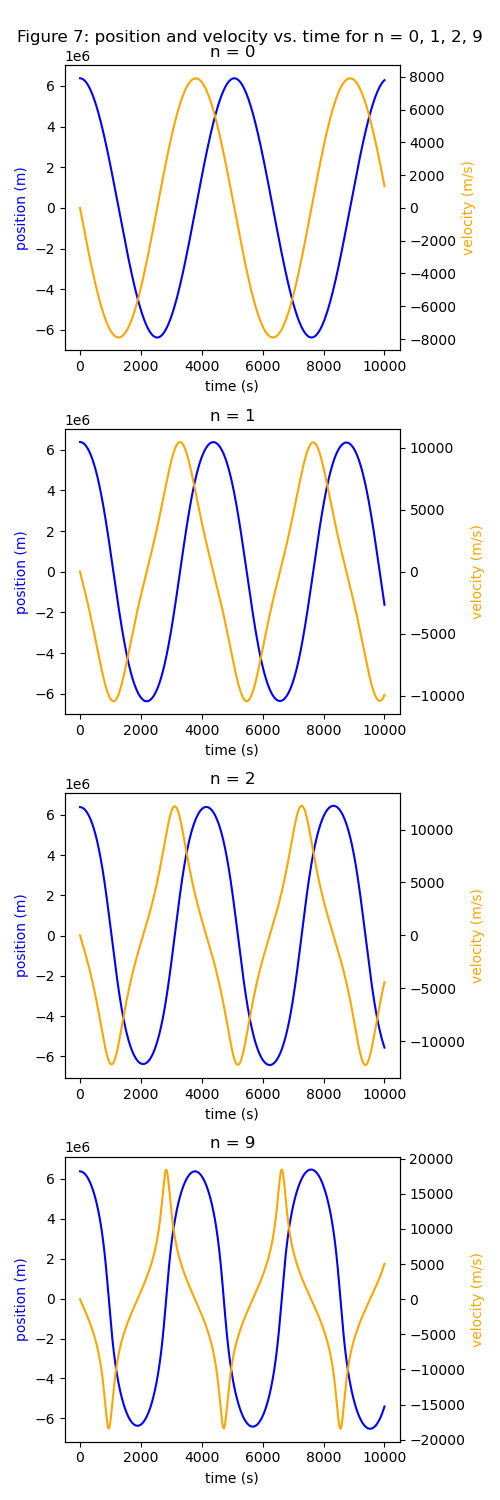 Figure 7: position and velocity vs. time for n = 0, 1, 2, 9
n = 0
1e6
6
4
2
0
−2
−4
−6
position (m)
8000
6000
4000
2000
0
−2000
−4000
−6000
−8000
velocity (m/s)
0 2000 4000 6000 8000 10000
time (s)
n = 1
1e6
6
4
2
0
−2
−4
−6
position (m)
10000
5000
0
−5000
−10000
velocity (m/s)
0 2000 4000 6000 8000 10000
time (s)
n = 2
1e6
6
4
2
0
−2
−4
−6
position (m)
10000
5000
0
−5000
−10000
velocity (m/s)
0 2000 4000 6000 8000 10000
time (s)
n = 9
1e6
6
4
2
0
−2
−4
−6
position (m)
20000
15000
10000
5000
0
−5000
−10000
−15000
−20000
velocity (m/s)
0 2000 4000 6000 8000 10000
time (s)